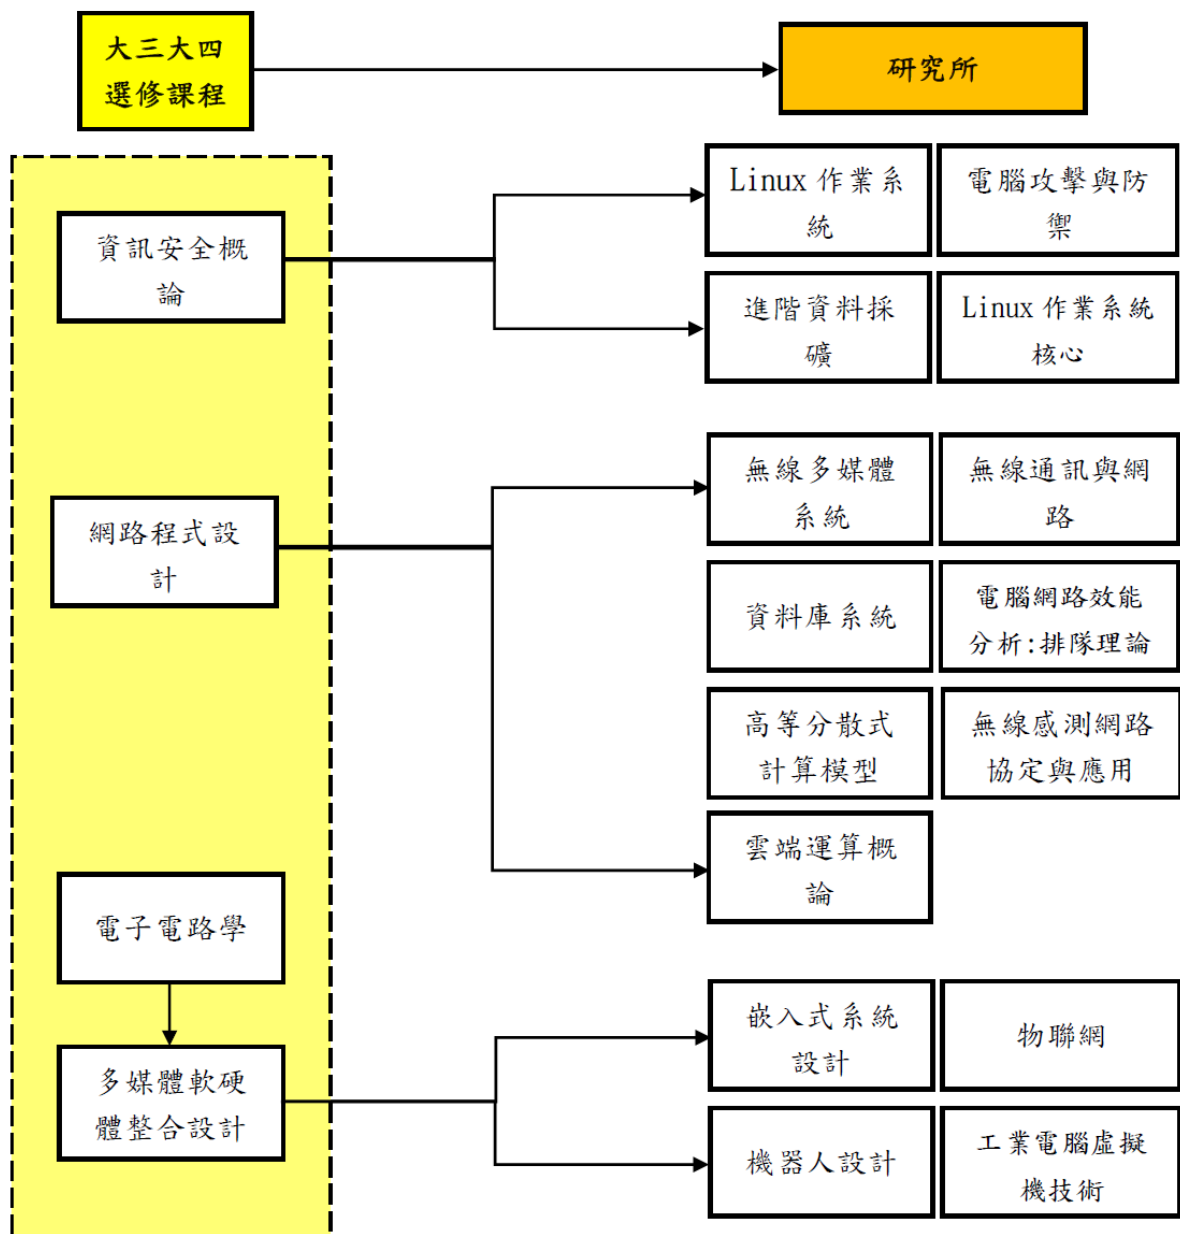 大三大四
選修課程
研究所
資訊安全概
論
Linux 作業系
統
電腦攻擊與防
禦
進階資料採
礦
Linux 作業系統
核心
網路程式設
計
無線多媒體
系統
無線通訊與網
路
資料庫系統
電腦網路效能
分析:排隊理論
高等分散式
計算模型
無線感測網路
協定與應用
雲端運算概
論
電子電路學
多媒體軟硬
體整合設計
嵌入式系統
設計
物聯網
機器人設計
工業電腦虛擬
機技術